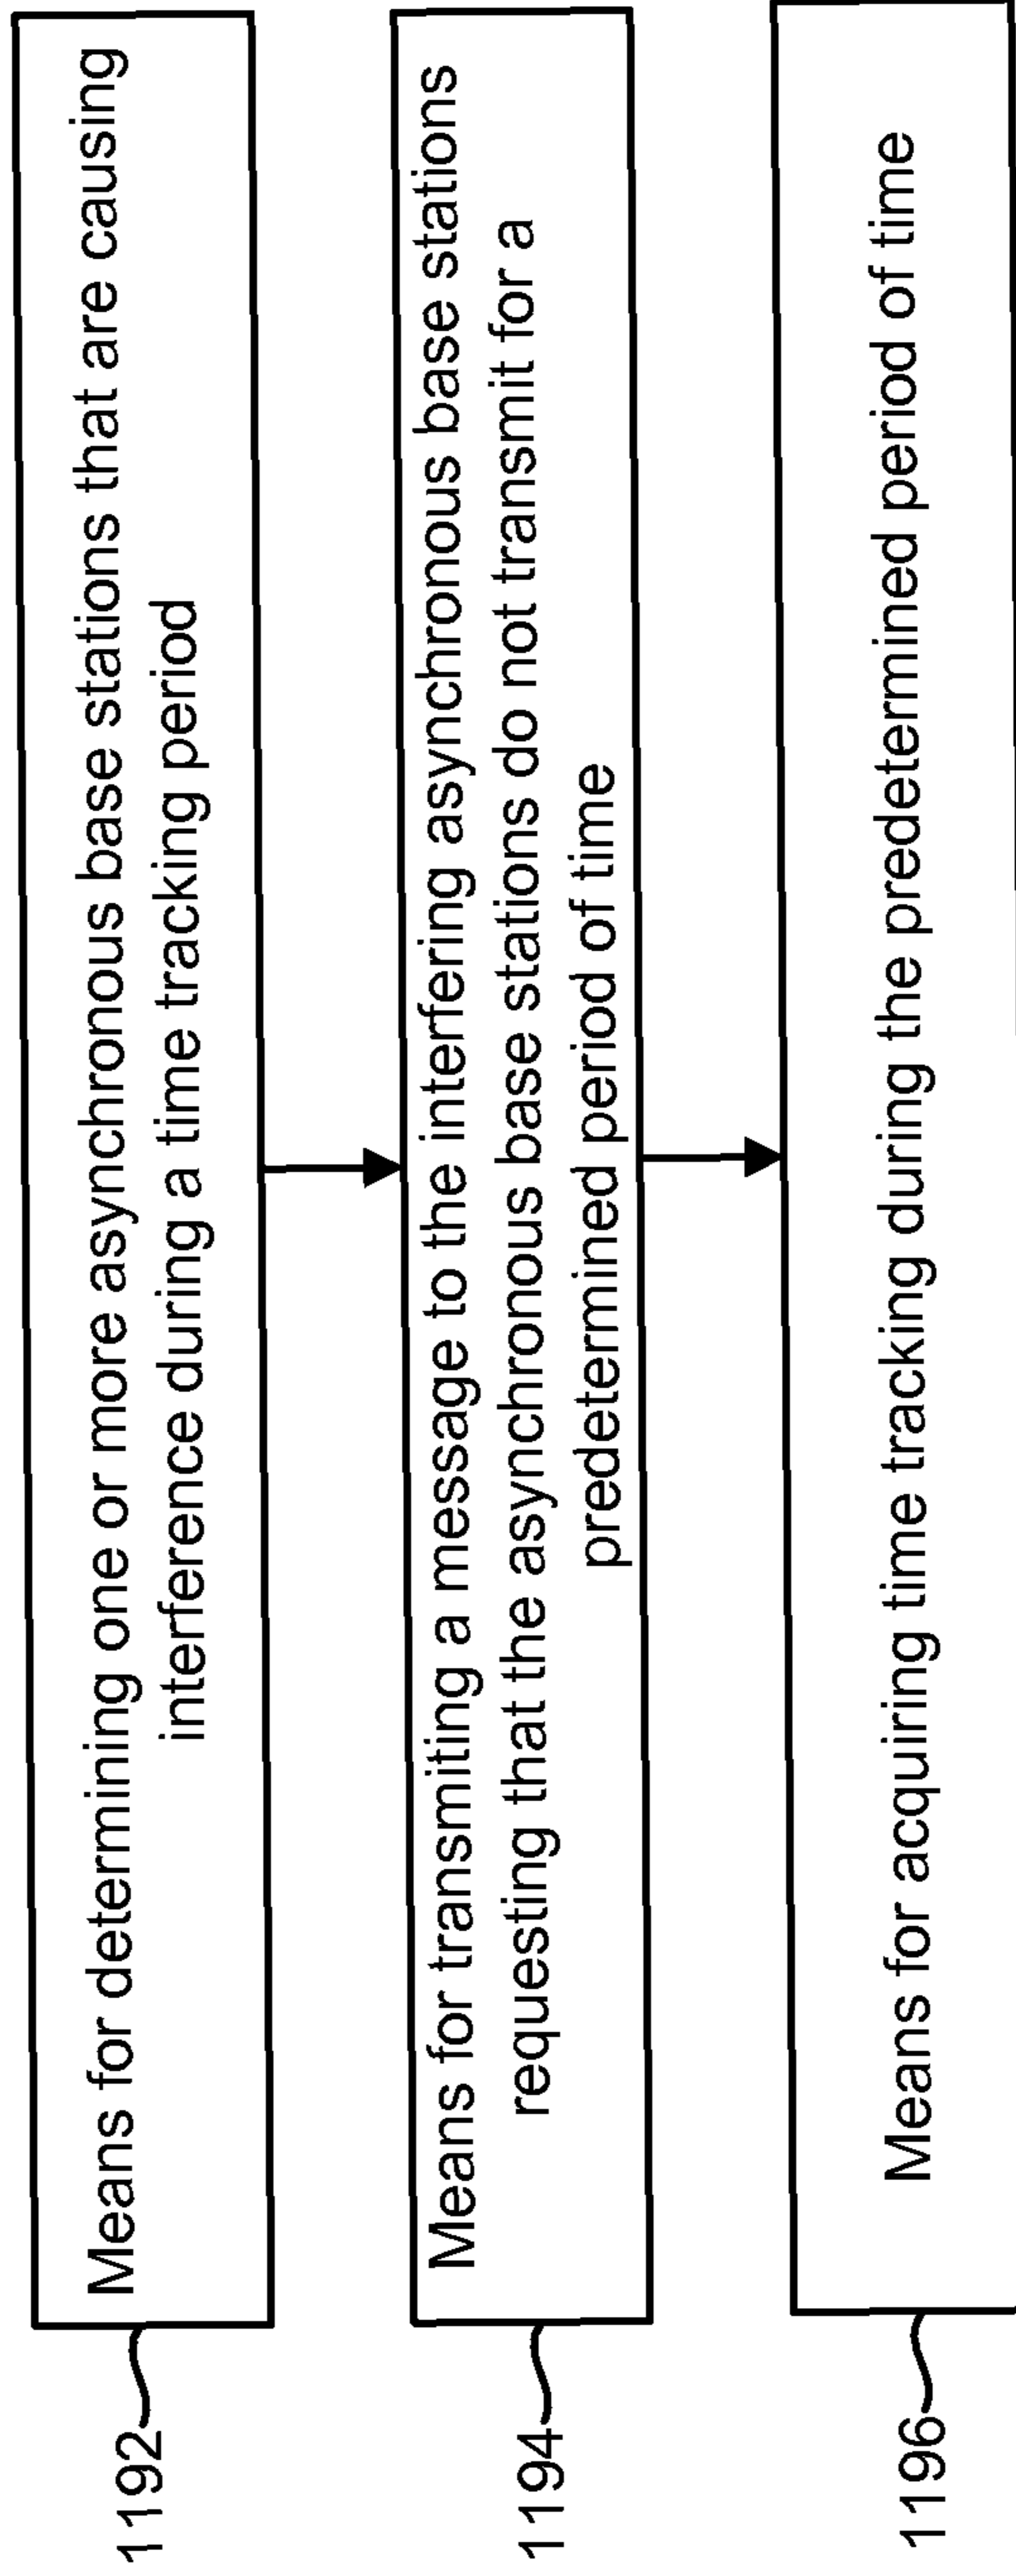 1192
Means for determining one or more asynchronous base stations that are causing
interference during a time tracking period
1194
Means for transmiting a message to the interfering asynchronous base stations
requesting that the asynchronous base stations do not transmit for a
predetermined period of time
1196
Means for acquiring time tracking during the predetermined period of time